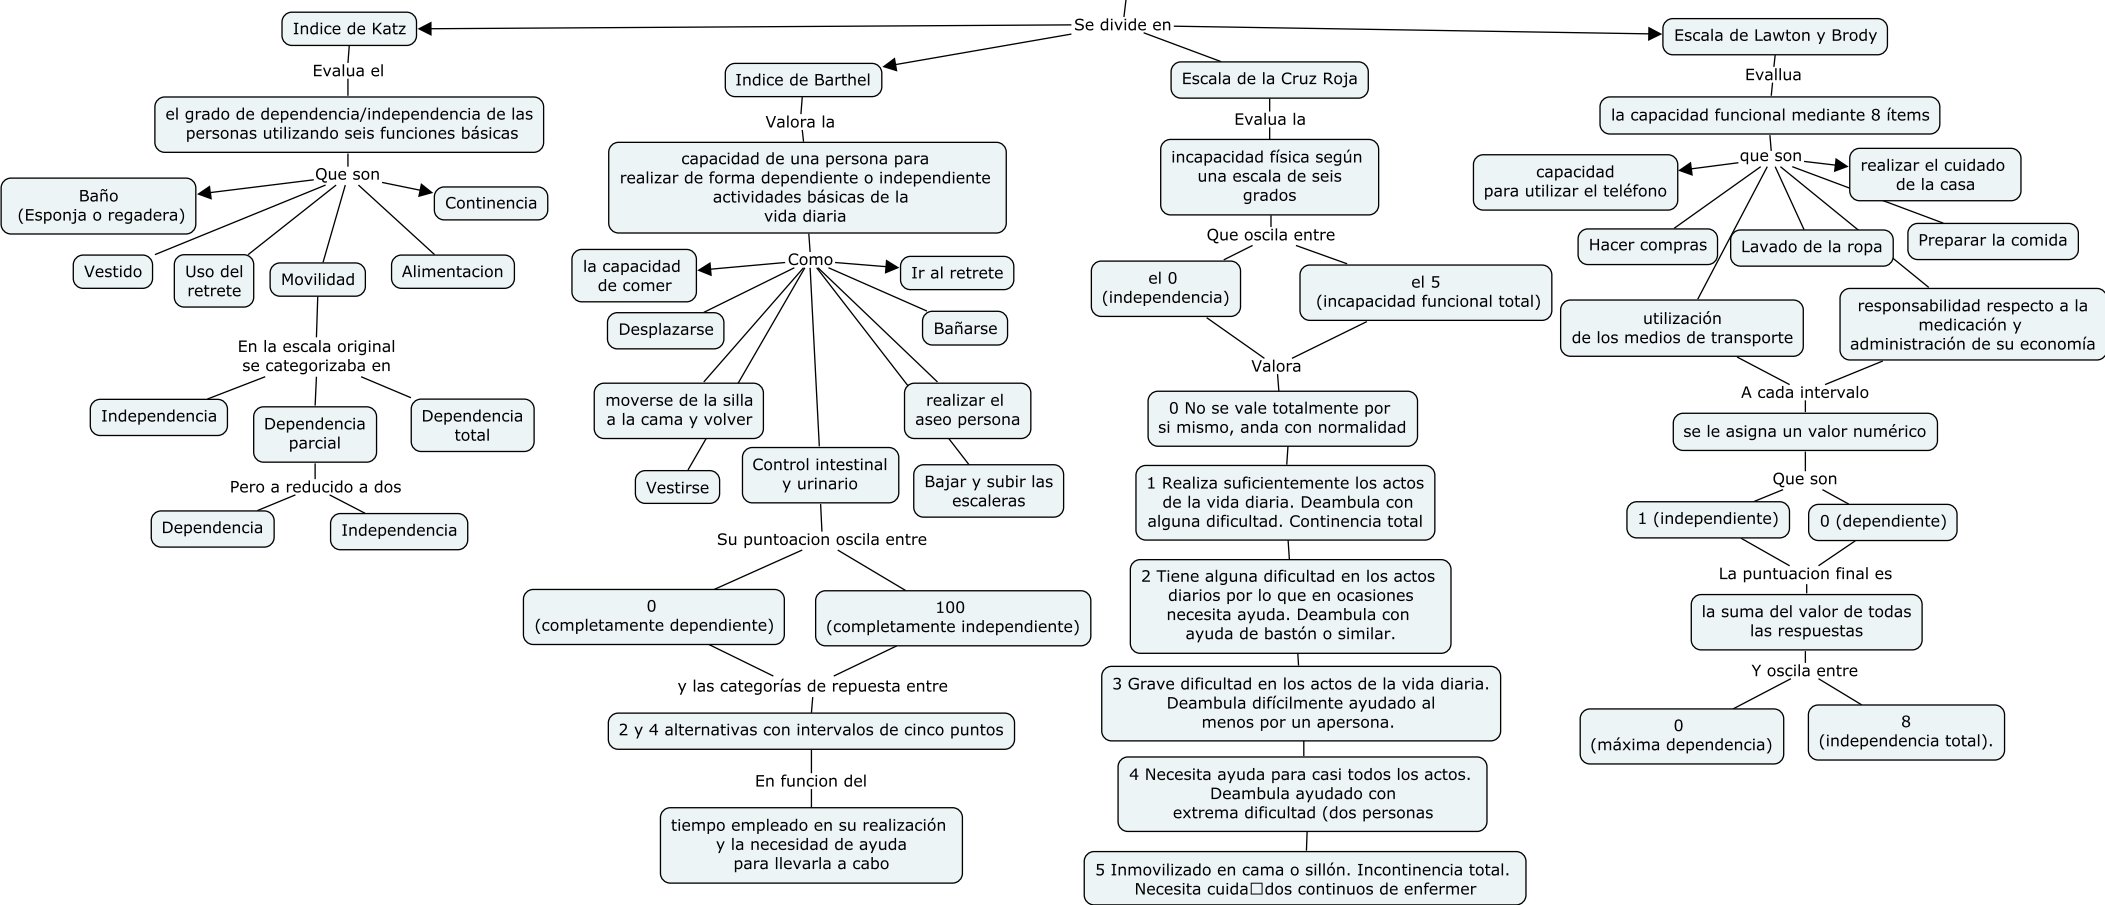 Se divide en
Indice de Katz
Evalua el
el grado de dependencia/independencia de las
personas utilizando seis funciones básicas
Que son
Baño
(Esponja o regadera)
Vestido
Uso del
retrete
Movilidad
Alimentacion
Continencia
En la escala original
se categorizaba en
Independencia
Dependencia
parcial
Dependencia
total
Pero a reducido a dos
Dependencia
Independencia
Indice de Barthel
Valora la
capacidad de una persona para
realizar de forma dependiente o independiente
actividades básicas de la
vida diaria
Como
la capacidad
de comer
Ir al retrete
Desplazarse
Bañarse
moverse de la silla
a la cama y volver
realizar el
aseo persona
Vestirse
Control intestinal
y urinario
Bajar y subir las
escaleras
Su puntoacion oscila entre
0
(completamente dependiente)
100
(completamente independiente)
y las categorías de repuesta entre
2 y 4 alternativas con intervalos de cinco puntos
En funcion del
tiempo empleado en su realización
y la necesidad de ayuda
para llevarla a cabo
Escala de la Cruz Roja
Evalua la
incapacidad física según
una escala de seis
grados
Que oscila entre
el 0
(independencia)
el 5
(incapacidad funcional total)
Valora
0 No se vale totalmente por
si mismo, anda con normalidad
1 Realiza suficientemente los actos
de la vida diaria. Deambula con
alguna dificultad. Continencia total
2 Tiene alguna dificultad en los actos
diarios por lo que en ocasiones
necesita ayuda. Deambula con
ayuda de bastón o similar.
3 Grave dificultad en los actos de la vida diaria.
Deambula difícilmente ayudado al
menos por un apersona.
4 Necesita ayuda para casi todos los actos.
Deambula ayudado con
extrema dificultad (dos personas
5 Inmovilizado en cama o sillón. Incontinencia total.
Necesita cuida□dos continuos de enfermer
Escala de Lawton y Brody
Evallua
la capacidad funcional mediante 8 ítems
que son
capacidad
para utilizar el teléfono
realizar el cuidado
de la casa
Hacer compras
Lavado de la ropa
Preparar la comida
utilización
de los medios de transporte
responsabilidad respecto a la
medicación y
administración de su economía
A cada intervalo
se le asigna un valor numérico
Que son
1 (independiente)
0 (dependiente)
La puntuacion final es
la suma del valor de todas
las respuestas
Y oscila entre
0
(máxima dependencia)
8
(independencia total).